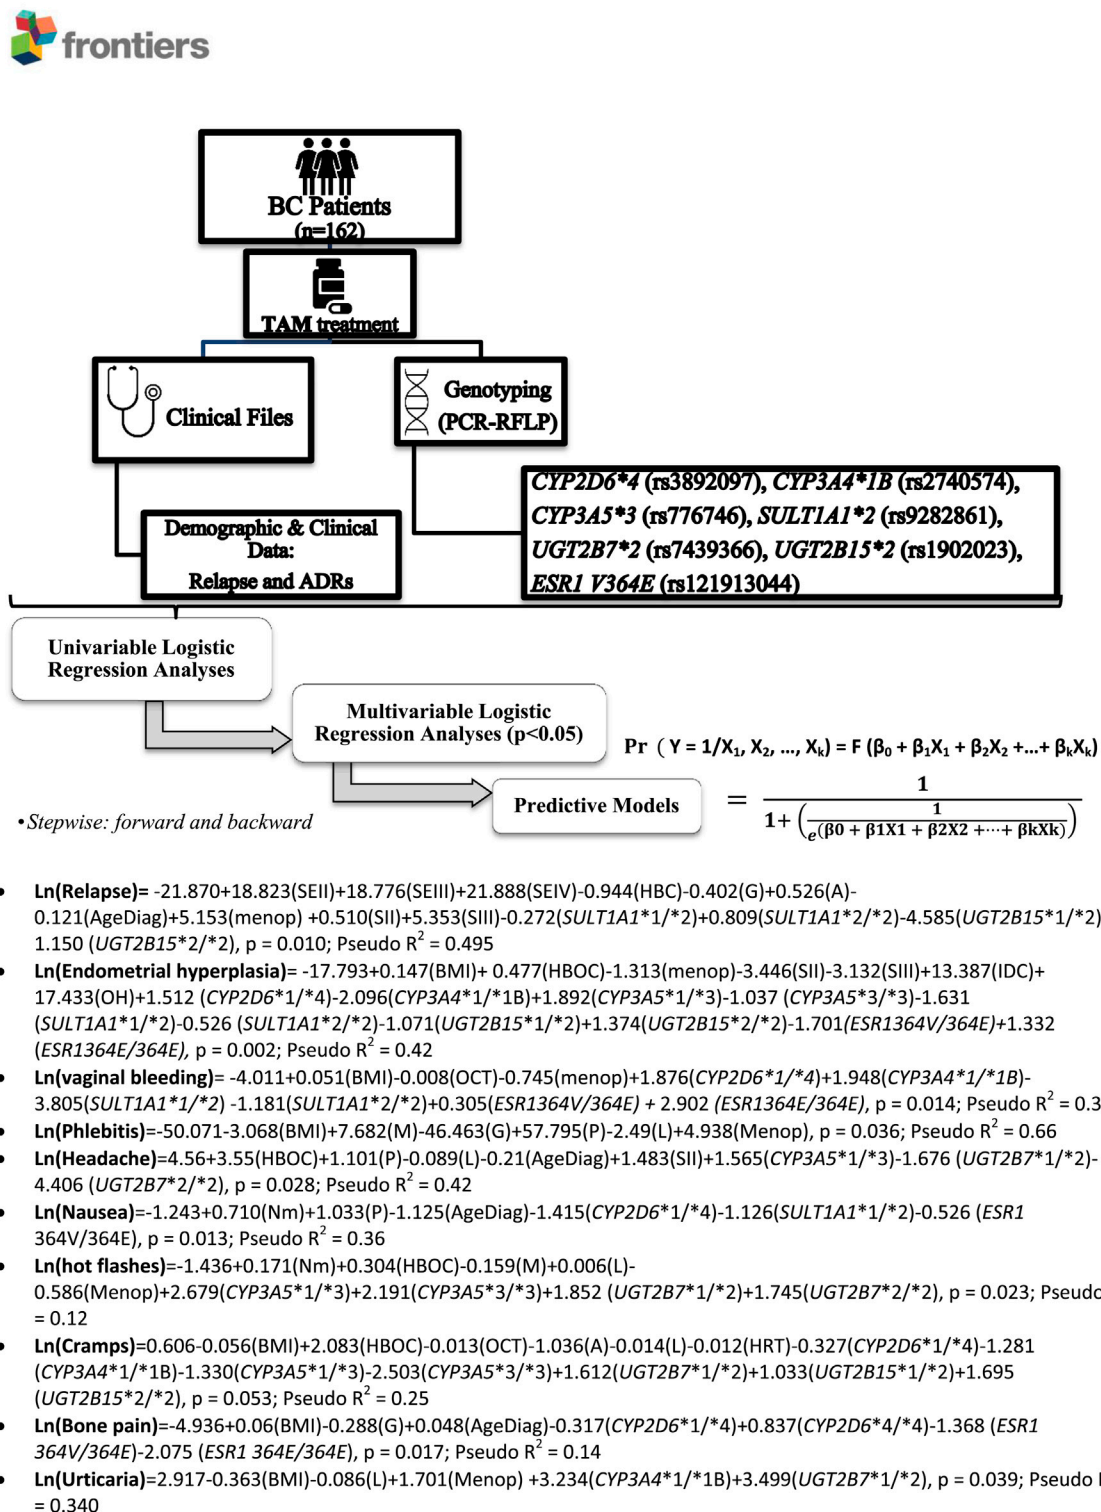 frontiers
BC Patients
(n=162)
TAM treatment
Clinical Files
Genotyping
(PCR-RFLP)
Demographic & Clinical
Data:
Relapse and ADRs
CYP2D6*4 (rs3892097), CYP3A4*1B (rs2740574),
CYP3A5*3 (rs776746), SULT1A1*2 (rs9282861),
UGT2B7*2 (rs7439366), UGT2B15*2 (rs1902023),
ESR1 V364E (rs121913044)
Univariable Logistic
Regression Analyses
Multivariable Logistic
Regression Analyses (p<0.05)
Predictive Models
•Stepwise: forward and backward
Pr ( Y = 1/X₁, X₂, ..., Xₖ) = F (β₀ + β₁X₁ + β₂X₂ +...+ βₖXₖ)
= 1
1+ ( 1
e(β0 + β1X1 + β2X2 +⋯+ βkXk) )
• Ln(Relapse)= -21.870+18.823(SEII)+18.776(SEIII)+21.888(SEIV)-0.944(HBC)-0.402(G)+0.526(A)-
0.121(AgeDiag)+5.153(menop) +0.510(SII)+5.353(SIII)-0.272(SULT1A1*1/*2)+0.809(SULT1A1*2/*2)-4.585(UGT2B15*1/*2)
1.150 (UGT2B15*2/*2), p = 0.010; Pseudo R² = 0.495
• Ln(Endometrial hyperplasia)= -17.793+0.147(BMI)+ 0.477(HBOC)-1.313(menop)-3.446(SII)-3.132(SIII)+13.387(IDC)+
17.433(OH)+1.512 (CYP2D6*1/*4)-2.096(CYP3A4*1/*1B)+1.892(CYP3A5*1/*3)-1.037 (CYP3A5*3/*3)-1.631
(SULT1A1*1/*2)-0.526 (SULT1A1*2/*2)-1.071(UGT2B15*1/*2)+1.374(UGT2B15*2/*2)-1.701(ESR1364V/364E)+1.332
(ESR1364E/364E), p = 0.002; Pseudo R² = 0.42
• Ln(vaginal bleeding)= -4.011+0.051(BMI)-0.008(OCT)-0.745(menop)+1.876(CYP2D6*1/*4)+1.948(CYP3A4*1/*1B)-
3.805(SULT1A1*1/*2) -1.181(SULT1A1*2/*2)+0.305(ESR1364V/364E) + 2.902 (ESR1364E/364E), p = 0.014; Pseudo R² = 0.3
• Ln(Phlebitis)=-50.071-3.068(BMI)+7.682(M)-46.463(G)+57.795(P)-2.49(L)+4.938(Menop), p = 0.036; Pseudo R² = 0.66
• Ln(Headache)=4.56+3.55(HBOC)+1.101(P)-0.089(L)-0.21(AgeDiag)+1.483(SII)+1.565(CYP3A5*1/*3)-1.676 (UGT2B7*1/*2)-
4.406 (UGT2B7*2/*2), p = 0.028; Pseudo R² = 0.42
• Ln(Nausea)=-1.243+0.710(Nm)+1.033(P)-1.125(AgeDiag)-1.415(CYP2D6*1/*4)-1.126(SULT1A1*1/*2)-0.526 (ESR1
364V/364E), p = 0.013; Pseudo R² = 0.36
• Ln(hot flashes)=-1.436+0.171(Nm)+0.304(HBOC)-0.159(M)+0.006(L)-
0.586(Menop)+2.679(CYP3A5*1/*3)+2.191(CYP3A5*3/*3)+1.852 (UGT2B7*1/*2)+1.745(UGT2B7*2/*2), p = 0.023; Pseudo
= 0.12
• Ln(Cramps)=0.606-0.056(BMI)+2.083(HBOC)-0.013(OCT)-1.036(A)-0.014(L)-0.012(HRT)-0.327(CYP2D6*1/*4)-1.281
(CYP3A4*1/*1B)-1.330(CYP3A5*1/*3)-2.503(CYP3A5*3/*3)+1.612(UGT2B7*1/*2)+1.033(UGT2B15*1/*2)+1.695
(UGT2B15*2/*2), p = 0.053; Pseudo R² = 0.25
• Ln(Bone pain)=-4.936+0.06(BMI)-0.288(G)+0.048(AgeDiag)-0.317(CYP2D6*1/*4)+0.837(CYP2D6*4/*4)-1.368 (ESR1
364V/364E)-2.075 (ESR1 364E/364E), p = 0.017; Pseudo R² = 0.14
• Ln(Urticaria)=2.917-0.363(BMI)-0.086(L)+1.701(Menop) +3.234(CYP3A4*1/*1B)+3.499(UGT2B7*1/*2), p = 0.039; Pseudo
= 0.340